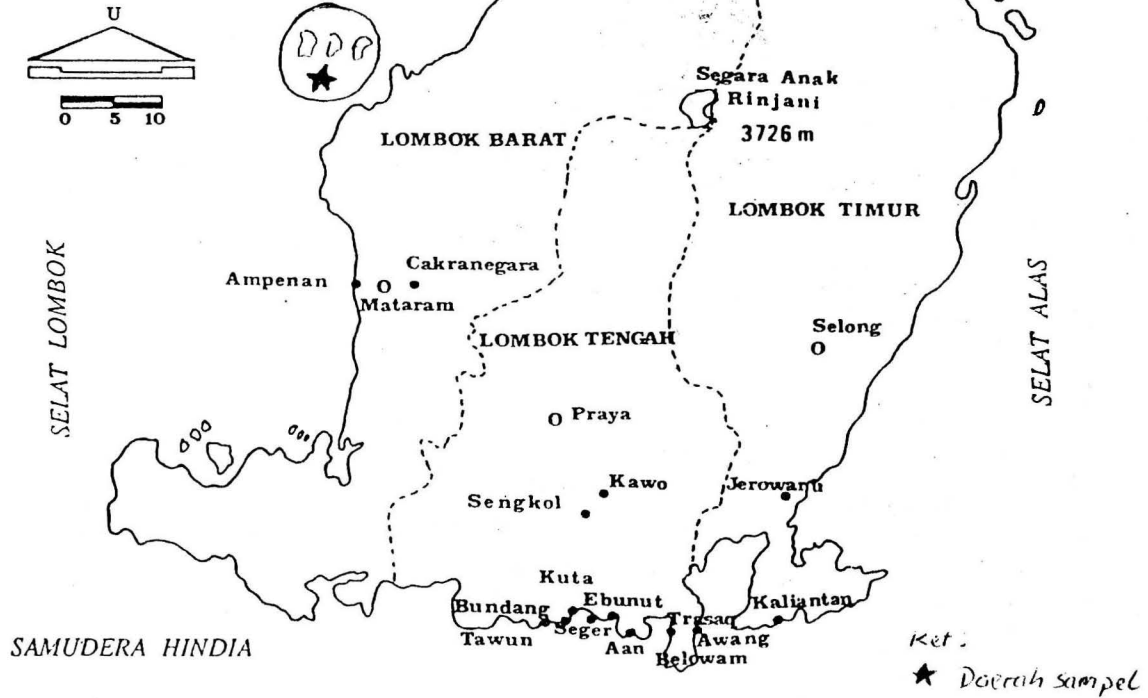 U
0 5 10
Segara Anak
Rinjani
3726 m
LOMBOK BARAT
LOMBOK TIMUR
SELAT LOMBOK
SELAT ALAS
Ampenan
Cakranegara
Mataram
LOMBOK TENGAH
Selong
Praya
Kawo
Sengkol
Jerowaru
Kuta
Bundang
Ebunut
Kaliantan
Tawun
Seger
Awang
Aan
Belowam
SAMUDERA HINDIA
Ket:
Daerah sampel